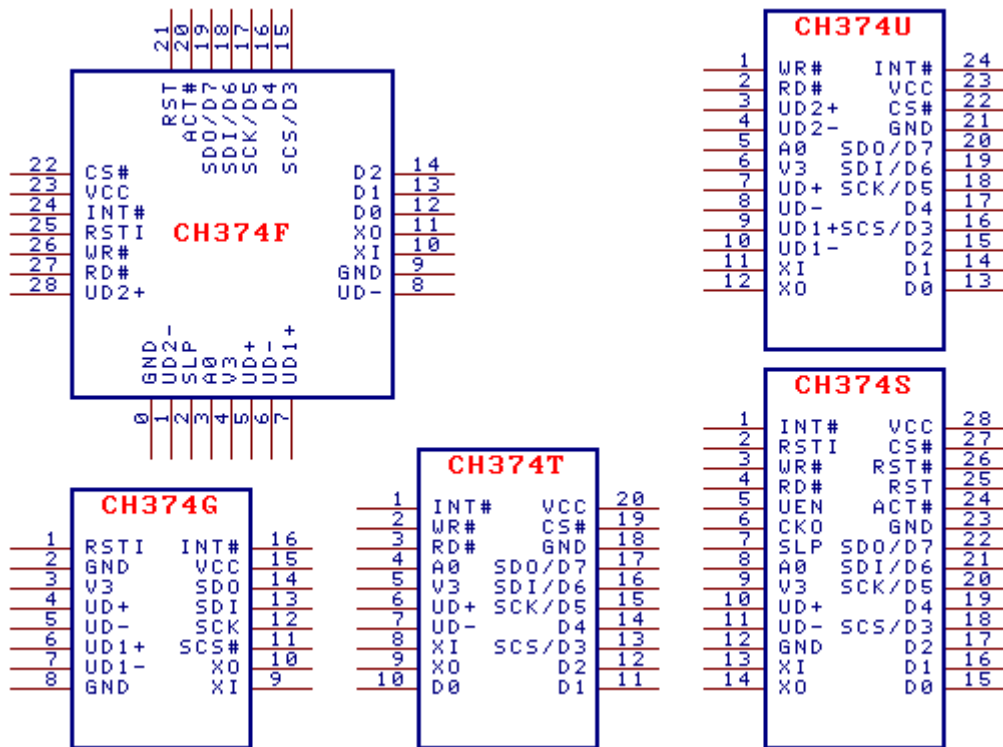 CH374F
21 20 19 18 17 16 15
RST ACT# SDO/D7 SDI/D6 SCK/D5 D4 SCS/D3
22 CS# D2 14
23 VCC D1 13
24 INT# D0 12
25 RSTI XO 11
26 WR# XI 10
27 RD# GND 9
28 UD2+ UD- 8
GND UD2- SLP A0 V3 UD+ UD- UD1+
0 1 2 3 4 5 6 7
CH374U
1 WR# INT# 24
2 RD# VCC 23
3 UD2+ CS# 22
4 UD2- GND 21
5 A0 SDO/D7 20
6 V3 SDI/D6 19
7 UD+ SCK/D5 18
8 UD- D4 17
9 UD1+ SCS/D3 16
10 UD1- D2 15
11 XI D1 14
12 XO D0 13
CH374G
1 RSTI INT# 16
2 GND VCC 15
3 V3 SDO 14
4 UD+ SDI 13
5 UD- SCK 12
6 UD1+ SCS# 11
7 UD1- XO 10
8 GND XI 9
CH374T
1 INT# VCC 20
2 WR# CS# 19
3 RD# GND 18
4 A0 SDO/D7 17
5 V3 SDI/D6 16
6 UD+ SCK/D5 15
7 UD- D4 14
8 XI SCS/D3 13
9 XO D2 12
10 D0 D1 11
CH374S
1 INT# VCC 28
2 RSTI CS# 27
3 WR# RST# 26
4 RD# RST 25
5 UEN ACT# 24
6 CKO GND 23
7 SLP SDO/D7 22
8 A0 SDI/D6 21
9 V3 SCK/D5 20
10 UD+ D4 19
11 UD- SCS/D3 18
12 GND D2 17
13 XI D1 16
14 XO D0 15